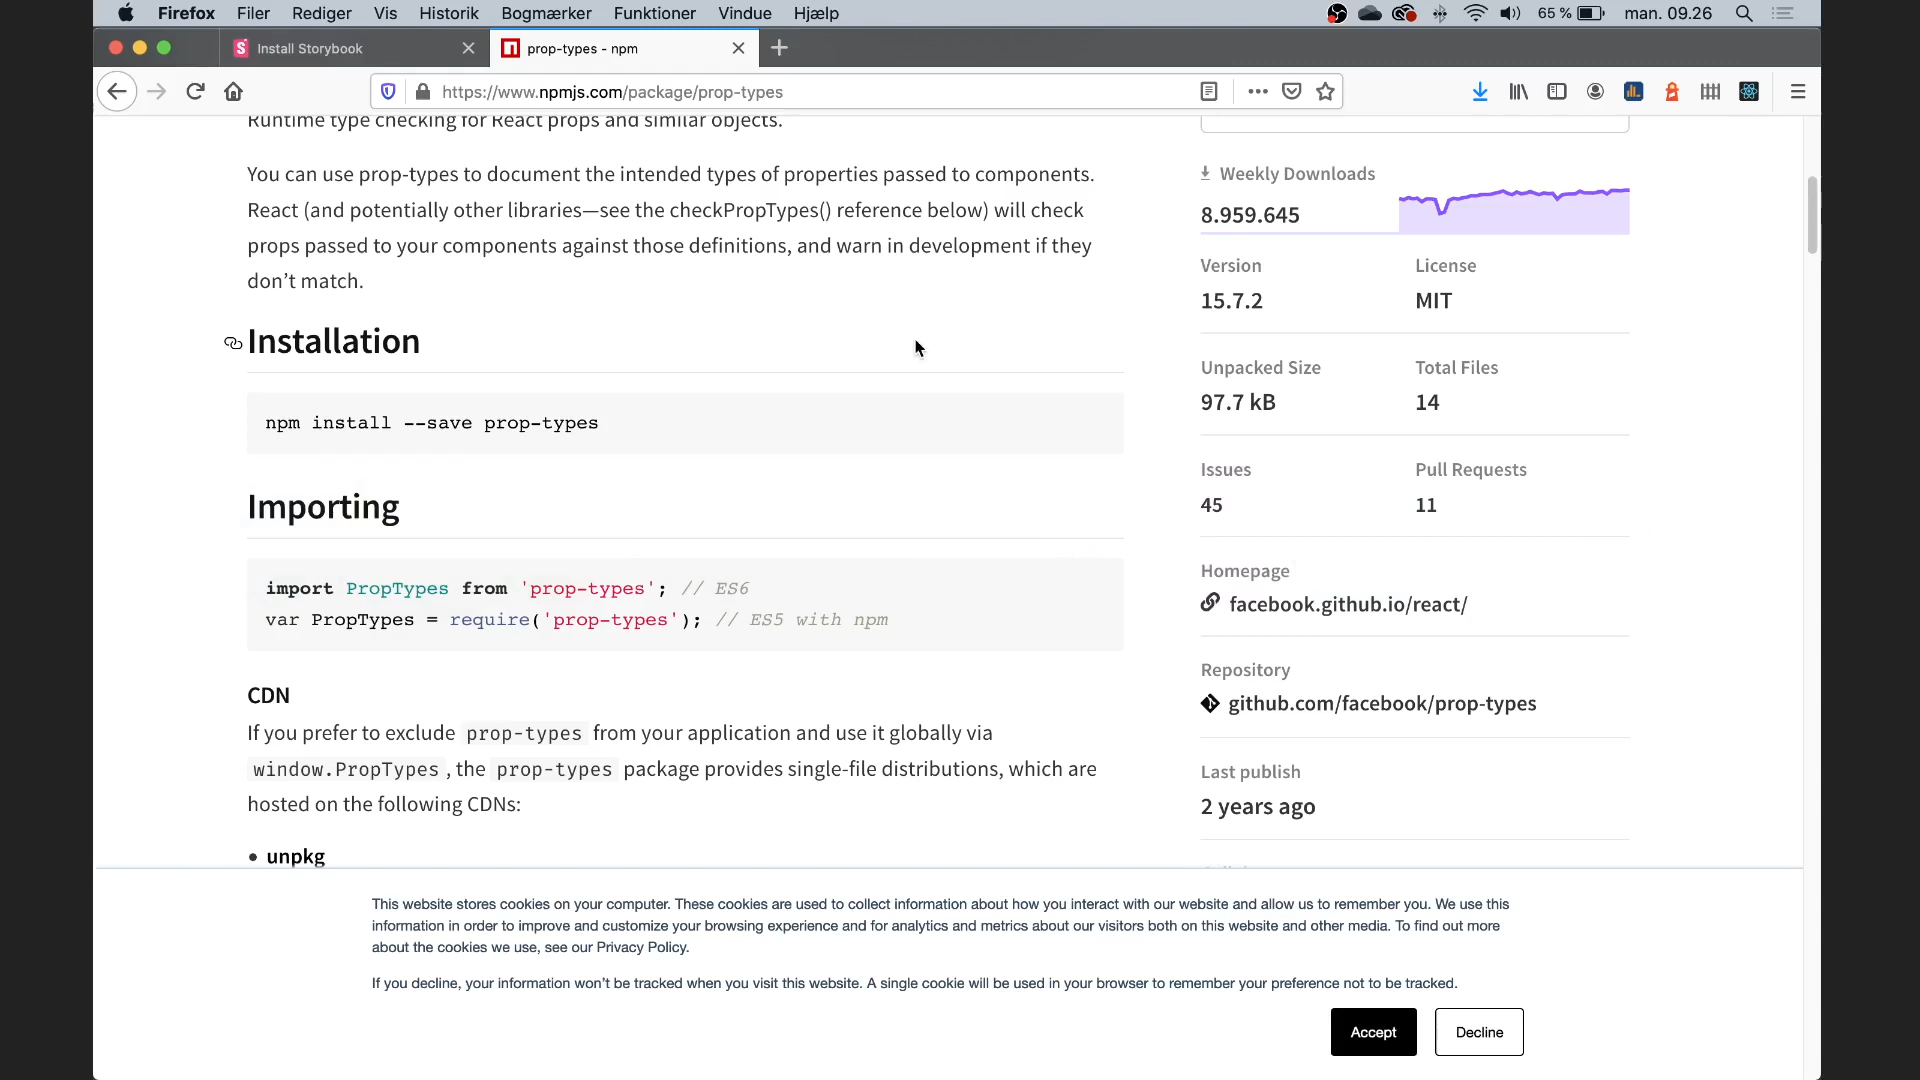 Firefox Filer Rediger Vis Historik Bogmærker Funktioner Vindue Hjælp 65 % man. 09.26
Install Storybook
prop-types - npm
https://www.npmjs.com/package/prop-types
Runtime type checking for React props and similar objects.
You can use prop-types to document the intended types of properties passed to components.
React (and potentially other libraries—see the checkPropTypes() reference below) will check
props passed to your components against those definitions, and warn in development if they
don’t match.
Installation
npm install --save prop-types
Importing
import PropTypes from 'prop-types'; // ES6
var PropTypes = require('prop-types'); // ES5 with npm
CDN
If you prefer to exclude prop-types from your application and use it globally via
window.PropTypes , the prop-types package provides single-file distributions, which are
hosted on the following CDNs:
• unpkg
Weekly Downloads
8.959.645
Version License
15.7.2 MIT
Unpacked Size Total Files
97.7 kB 14
Issues Pull Requests
45 11
Homepage
facebook.github.io/react/
Repository
github.com/facebook/prop-types
Last publish
2 years ago
This website stores cookies on your computer. These cookies are used to collect information about how you interact with our website and allow us to remember you. We use this
information in order to improve and customize your browsing experience and for analytics and metrics about our visitors both on this website and other media. To find out more
about the cookies we use, see our Privacy Policy.
If you decline, your information won’t be tracked when you visit this website. A single cookie will be used in your browser to remember your preference not to be tracked.
Accept Decline